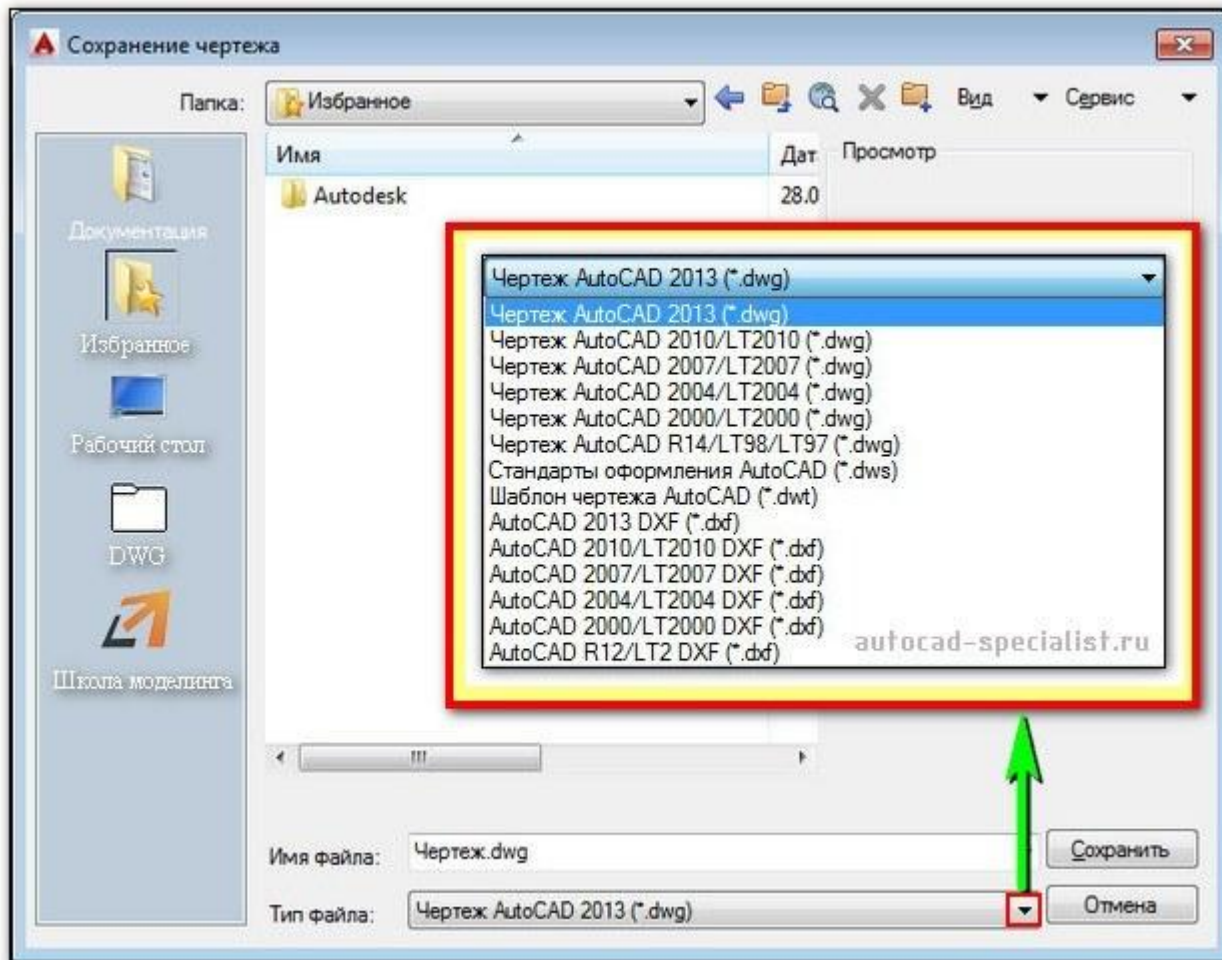 Сохранение чертежа
Папка: Избранное Вид Сервис
Имя Дат Просмотр
Autodesk 28.0
Документация
Избранное
Рабочий стол
DWG
Школа моделинга
Чертеж AutoCAD 2013 (*.dwg)
Чертеж AutoCAD 2013 (*.dwg)
Чертеж AutoCAD 2010/LT2010 (*.dwg)
Чертеж AutoCAD 2007/LT2007 (*.dwg)
Чертеж AutoCAD 2004/LT2004 (*.dwg)
Чертеж AutoCAD 2000/LT2000 (*.dwg)
Чертеж AutoCAD R14/LT98/LT97 (*.dwg)
Стандарты оформления AutoCAD (*.dws)
Шаблон чертежа AutoCAD (*.dwt)
AutoCAD 2013 DXF (*.dxf)
AutoCAD 2010/LT2010 DXF (*.dxf)
AutoCAD 2007/LT2007 DXF (*.dxf)
AutoCAD 2004/LT2004 DXF (*.dxf)
AutoCAD 2000/LT2000 DXF (*.dxf)
AutoCAD R12/LT2 DXF (*.dxf)
autocad-specialist.ru
Имя файла: Чертеж.dwg Сохранить
Тип файла: Чертеж AutoCAD 2013 (*.dwg) Отмена